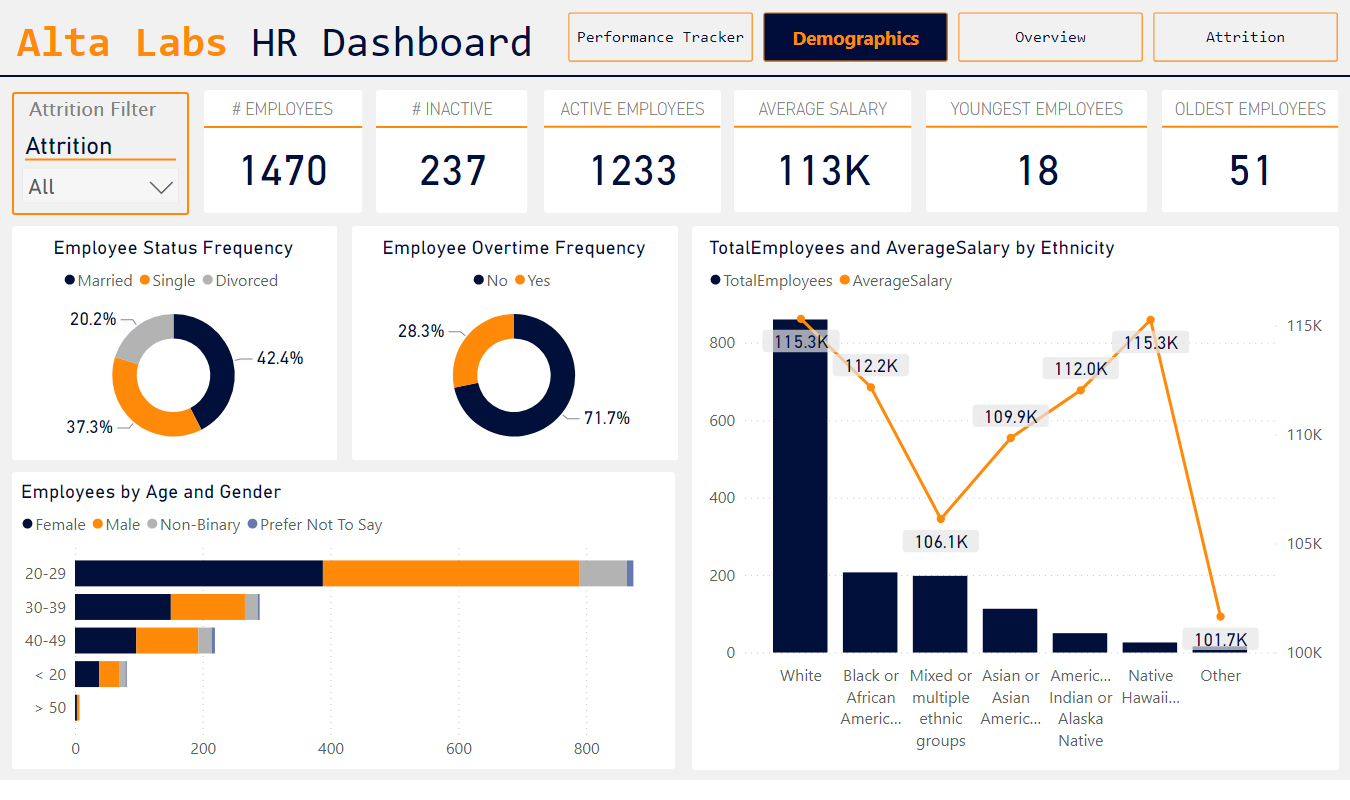 Alta Labs HR Dashboard
Performance Tracker
Demographics
Overview
Attrition
Attrition Filter
Attrition
All
# EMPLOYEES
1470
# INACTIVE
237
ACTIVE EMPLOYEES
1233
AVERAGE SALARY
113K
YOUNGEST EMPLOYEES
18
OLDEST EMPLOYEES
51
Employee Status Frequency
Married Single Divorced
20.2%
42.4%
37.3%
Employee Overtime Frequency
No Yes
28.3%
71.7%
TotalEmployees and AverageSalary by Ethnicity
TotalEmployees AverageSalary
800
600
400
200
0
115.3K
112.2K
106.1K
109.9K
112.0K
115.3K
101.7K
115K
110K
105K
100K
White
Black or
African
Americ...
Mixed or
multiple
ethnic
groups
Asian or
Asian
Americ...
Americ...
Indian or
Alaska
Native
Native
Hawaii...
Other
Employees by Age and Gender
Female Male Non-Binary Prefer Not To Say
20-29
30-39
40-49
< 20
> 50
0 200 400 600 800